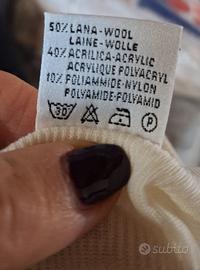 50% LANA-WOOL
LAINE-WOLLE
40% ACRILICA-ACRYLIC
ACRYLIQUE POLYACRYL
10% POLIAMMIDE-NYLON
POLYAMIDE-POLYAMID
30 P
subito